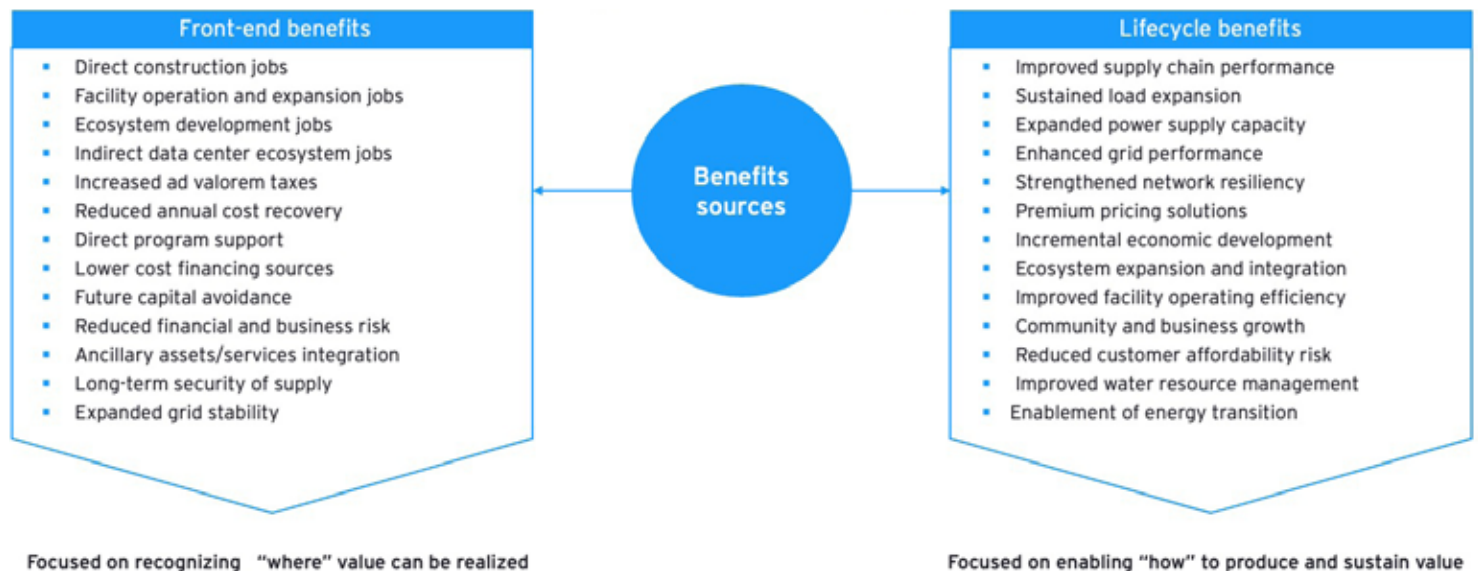 Front-end benefits
Direct construction jobs
Facility operation and expansion jobs
Ecosystem development jobs
Indirect data center ecosystem jobs
Increased ad valorem taxes
Reduced annual cost recovery
Direct program support
Lower cost financing sources
Future capital avoidance
Reduced financial and business risk
Ancillary assets/services integration
Long-term security of supply
Expanded grid stability
Focused on recognizing "where" value can be realized
Benefits
sources
Lifecycle benefits
Improved supply chain performance
Sustained load expansion
Expanded power supply capacity
Enhanced grid performance
Strengthened network resiliency
Premium pricing solutions
Incremental economic development
Ecosystem expansion and integration
Improved facility operating efficiency
Community and business growth
Reduced customer affordability risk
Improved water resource management
Enablement of energy transition
Focused on enabling "how" to produce and sustain value